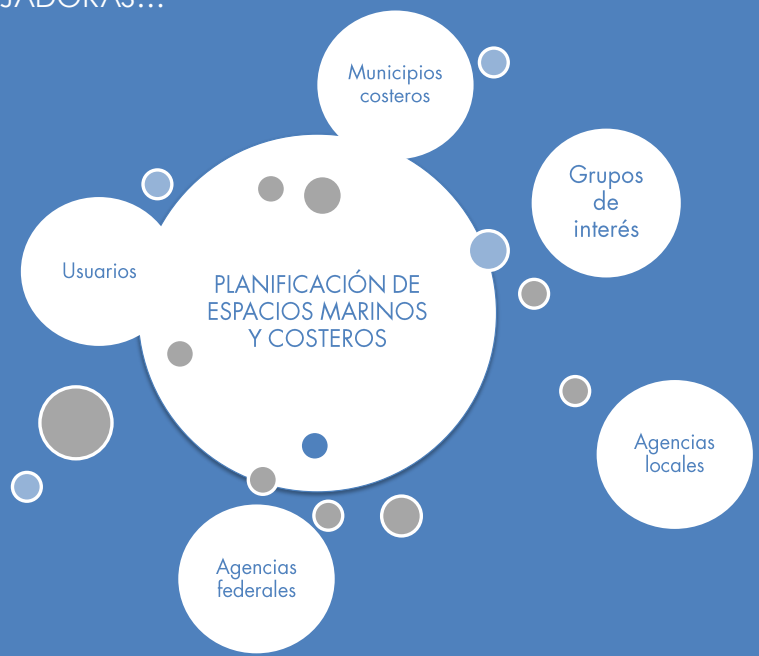 Municipios
costeros
Grupos
de
interés
Usuarios
PLANIFICACIÓN DE
ESPACIOS MARINOS
Y COSTEROS
Agencias
locales
Agencias
federales